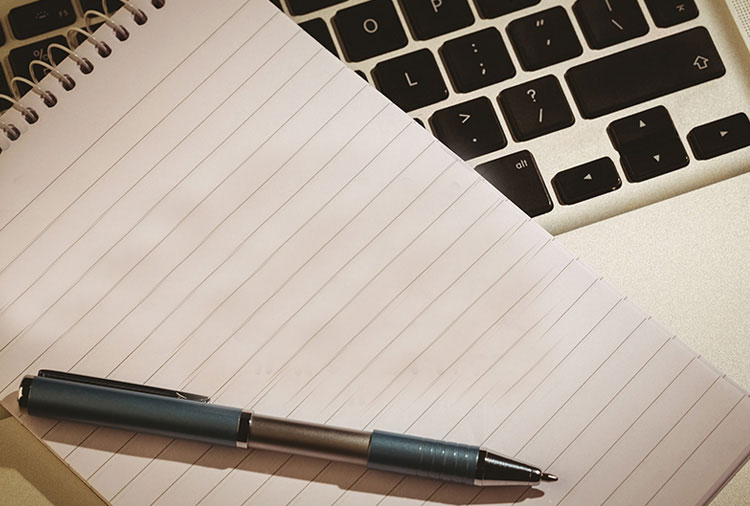 %
O P
L : ; " ' | \
> . ? / ⇧
alt ◄ ▲ ▼ ►